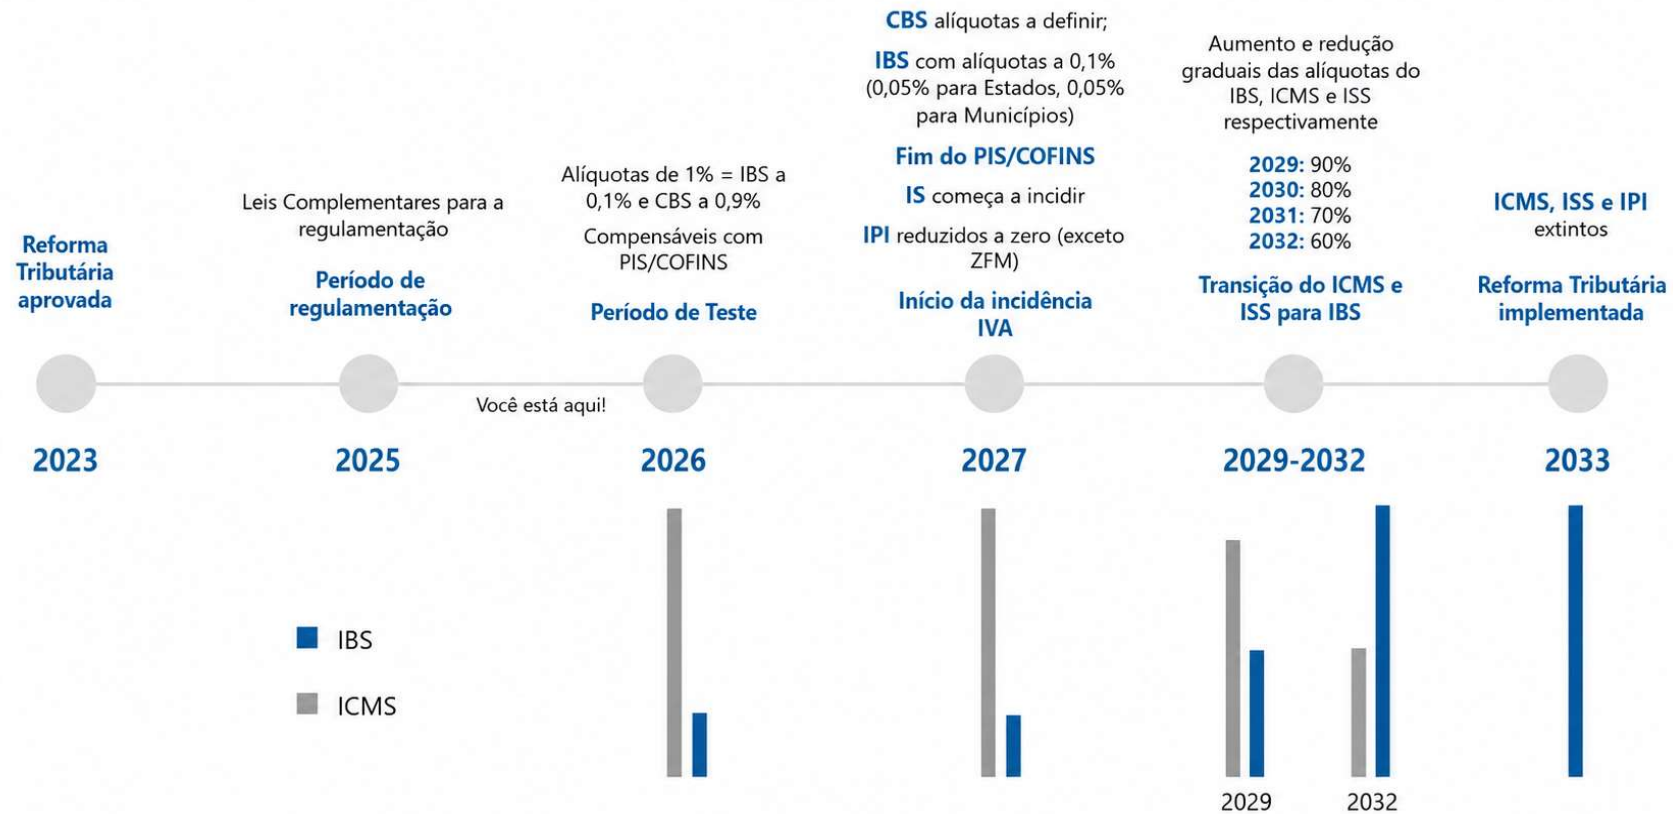 Reforma
Tributária
aprovada
2023
Leis Complementares para a
regulamentação
Período de
regulamentação
2025
Você está aqui!
Alíquotas de 1% = IBS a
0,1% e CBS a 0,9%
Compensáveis com
PIS/COFINS
Período de Teste
2026
CBS alíquotas a definir;
IBS com alíquotas a 0,1%
(0,05% para Estados, 0,05%
para Municípios)
Fim do PIS/COFINS
IS começa a incidir
IPI reduzidos a zero (exceto
ZFM)
Início da incidência
IVA
2027
Aumento e redução
graduais das alíquotas do
IBS, ICMS e ISS
respectivamente
2029: 90%
2030: 80%
2031: 70%
2032: 60%
Transição do ICMS e
ISS para IBS
2029-2032
ICMS, ISS e IPI
extintos
Reforma Tributária
implementada
2033
IBS
ICMS
2029
2032